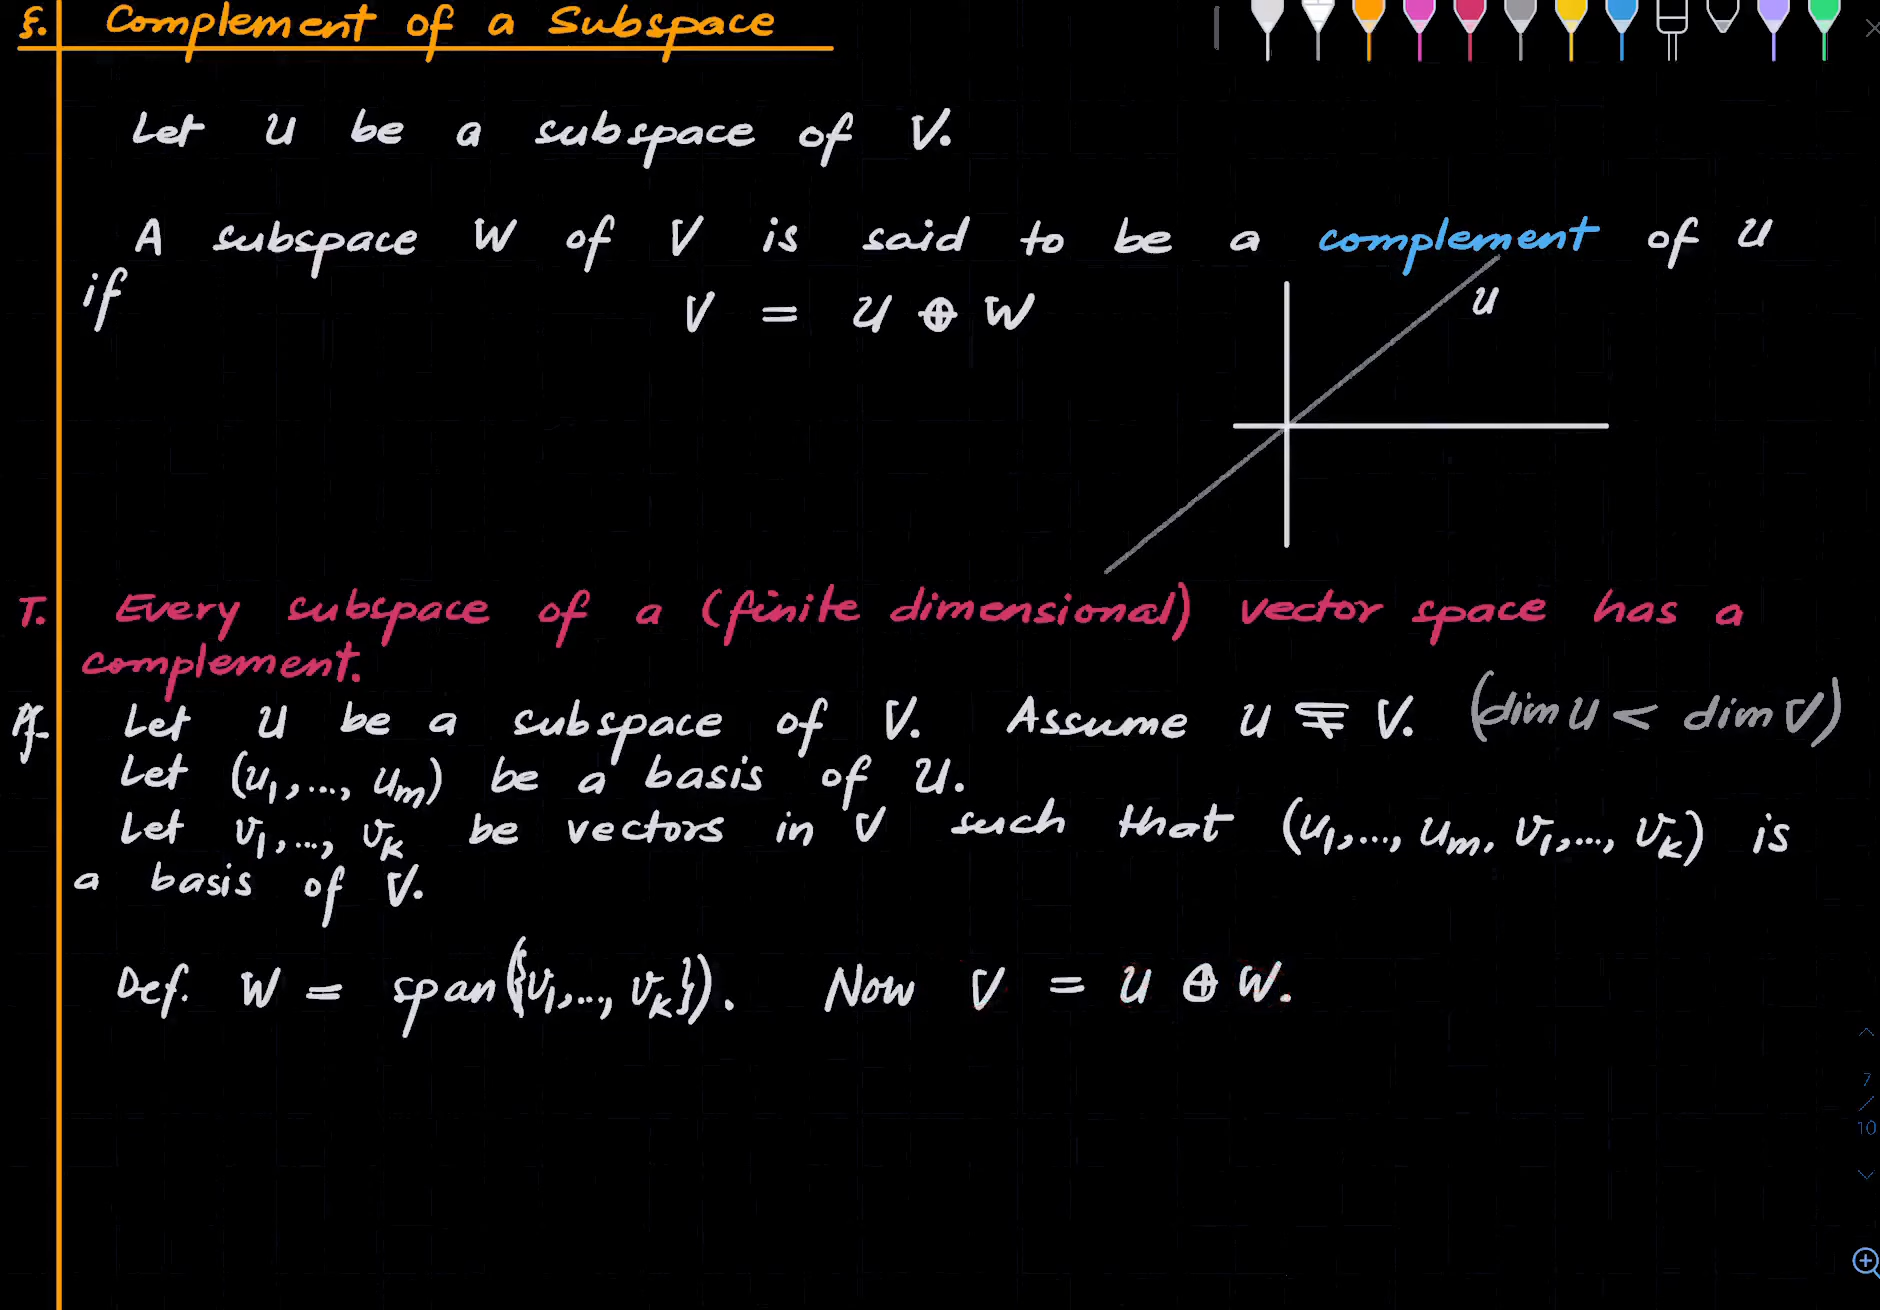 §. Complement of a Subspace
Let U be a subspace of V.
A subspace W of V is said to be a complement of U
if V = U ⊕ W
U
T. Every subspace of a (finite dimensional) vector space has a
complement.
Pf. Let U be a subspace of V. Assume U ⊊ V. (dim U < dim V)
Let (u₁,..., uₘ) be a basis of U.
Let v₁,..., vₖ be vectors in V such that (u₁,..., uₘ, v₁,..., vₖ) is
a basis of V.
Def. W = span({v₁,..., vₖ}). Now V = U ⊕ W.
7
/
10